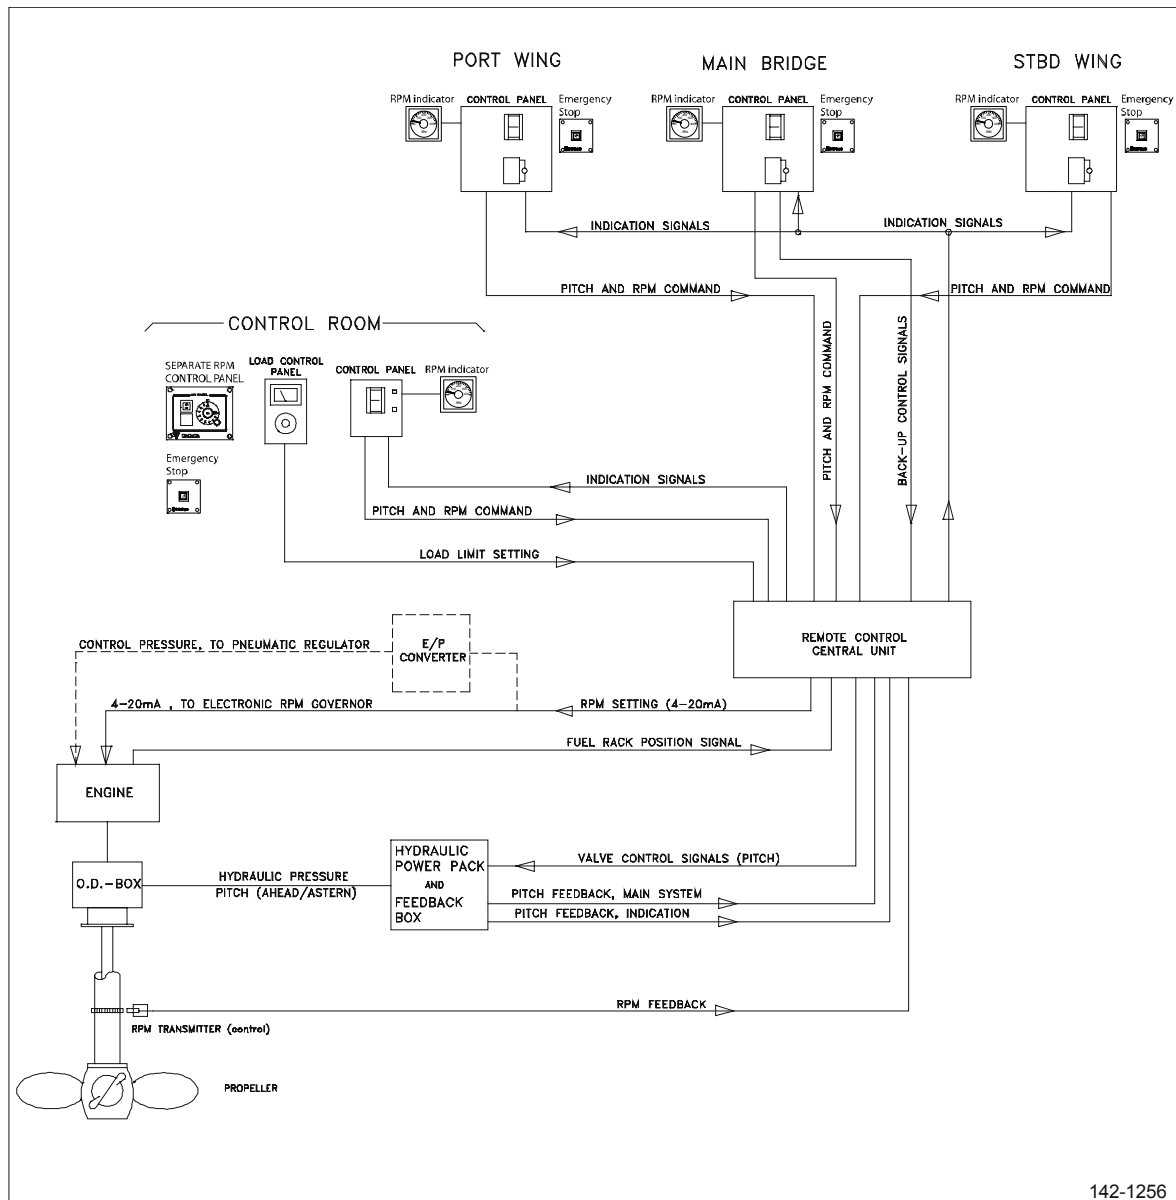 PORT WING
MAIN BRIDGE
STBD WING
RPM indicator
CONTROL PANEL
Emergency
Stop
RPM indicator
CONTROL PANEL
Emergency
Stop
RPM indicator
CONTROL PANEL
Emergency
Stop
INDICATION SIGNALS
INDICATION SIGNALS
PITCH AND RPM COMMAND
PITCH AND RPM COMMAND
PITCH AND RPM COMMAND
BACK-UP CONTROL SIGNALS
CONTROL ROOM
SEPARATE RPM
CONTROL PANEL
LOAD CONTROL
PANEL
CONTROL PANEL
RPM indicator
Emergency
Stop
INDICATION SIGNALS
PITCH AND RPM COMMAND
LOAD LIMIT SETTING
REMOTE CONTROL
CENTRAL UNIT
E/P
CONVERTER
CONTROL PRESSURE, TO PNEUMATIC REGULATOR
4-20mA , TO ELECTRONIC RPM GOVERNOR
RPM SETTING (4-20mA)
FUEL RACK POSITION SIGNAL
ENGINE
O.D.-BOX
HYDRAULIC PRESSURE
PITCH (AHEAD/ASTERN)
HYDRAULIC
POWER PACK
AND
FEEDBACK
BOX
VALVE CONTROL SIGNALS (PITCH)
PITCH FEEDBACK, MAIN SYSTEM
PITCH FEEDBACK, INDICATION
RPM FEEDBACK
RPM TRANSMITTER (control)
PROPELLER
142-1256